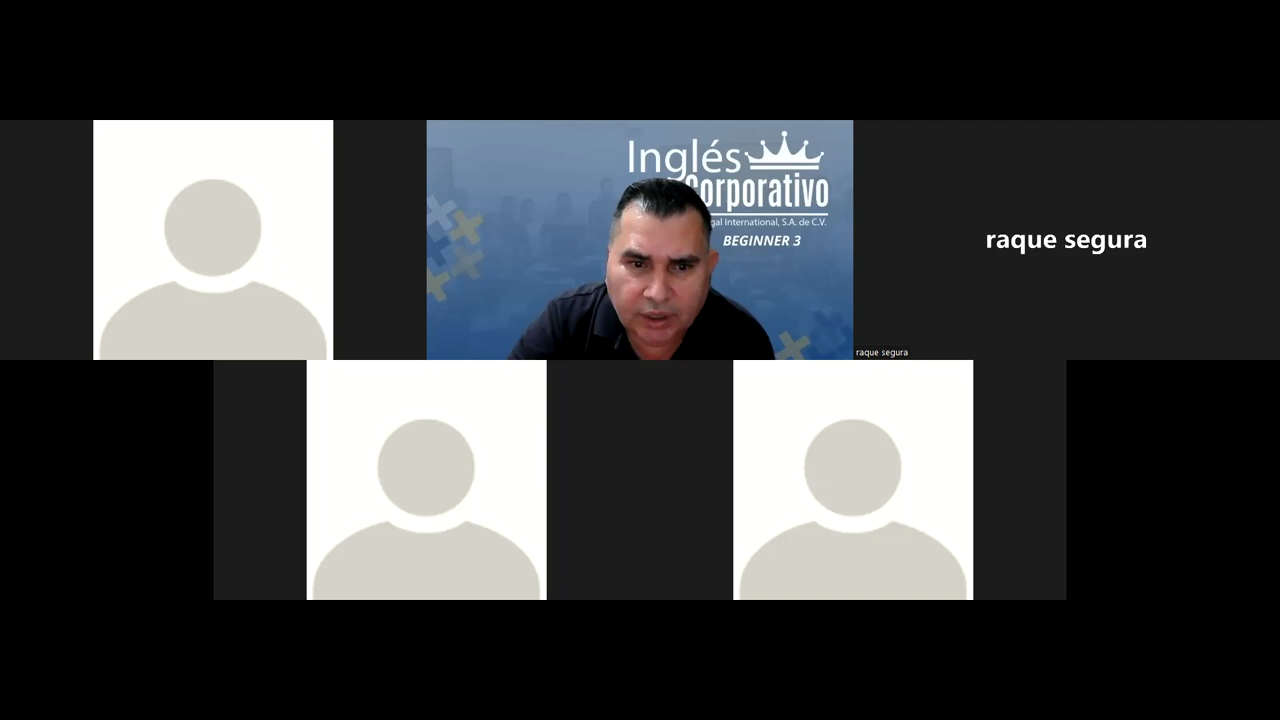 Inglés
Corporativo
gal International, S.A. de C.V.
BEGINNER 3
raque segura
raque segura